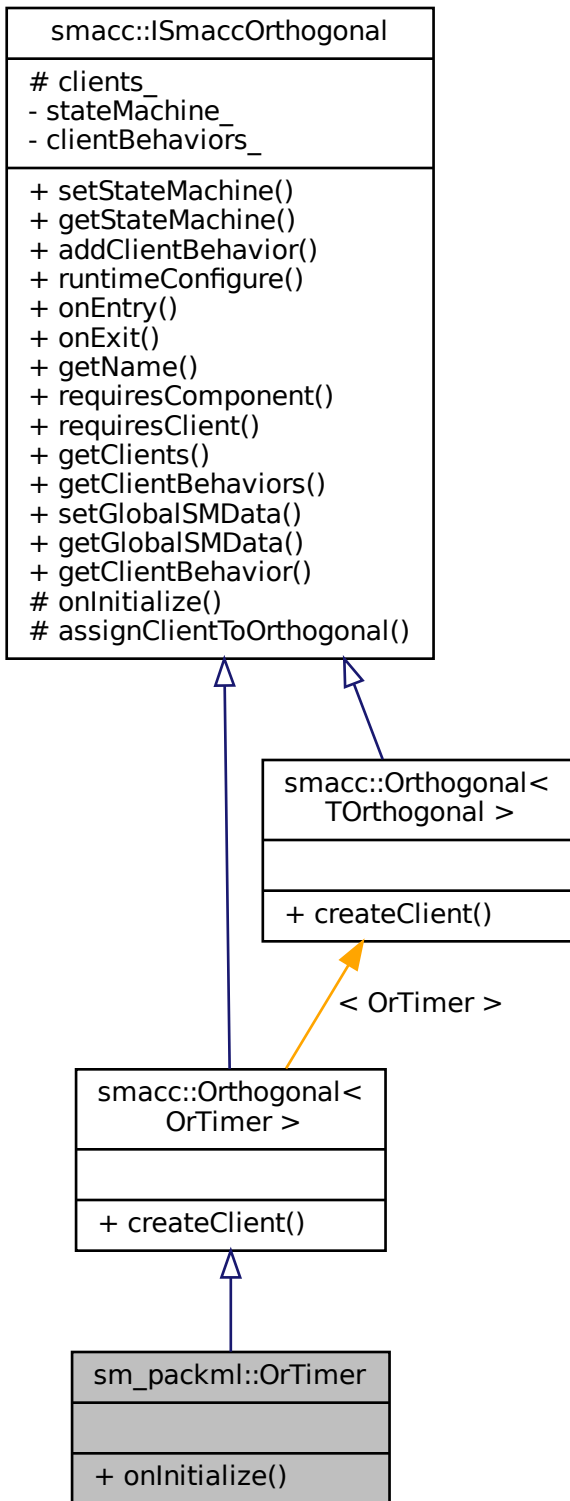 smacc::ISmaccOrthogonal
# clients_
- stateMachine_
- clientBehaviors_
+ setStateMachine()
+ getStateMachine()
+ addClientBehavior()
+ runtimeConfigure()
+ onEntry()
+ onExit()
+ getName()
+ requiresComponent()
+ requiresClient()
+ getClients()
+ getClientBehaviors()
+ setGlobalSMData()
+ getGlobalSMData()
+ getClientBehavior()
# onInitialize()
# assignClientToOrthogonal()
smacc::Orthogonal<
TOrthogonal >
+ createClient()
< OrTimer >
smacc::Orthogonal<
OrTimer >
+ createClient()
sm_packml::OrTimer
+ onInitialize()